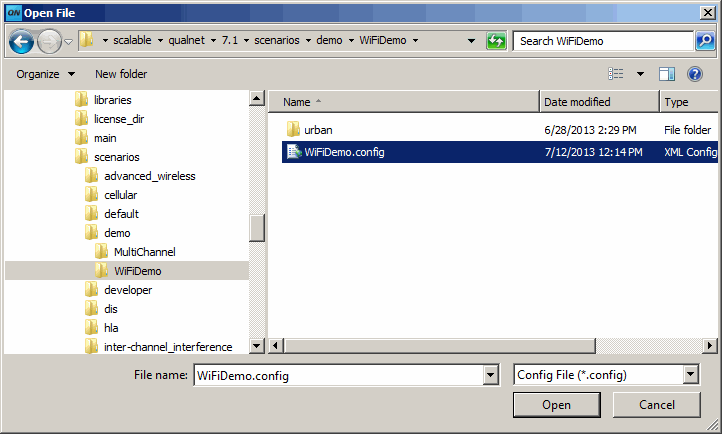 QN Open File
scalable qualnet 7.1 scenarios demo WiFiDemo Search WiFiDemo
Organize New folder ?
libraries
license_dir
main
scenarios
advanced_wireless
cellular
default
demo
MultiChannel
WiFiDemo
developer
dis
hla
inter-channel_interference
Name Date modified Type
urban 6/28/2013 2:29 PM File folder
WiFiDemo.config 7/12/2013 12:14 PM XML Config
File name: WiFiDemo.config Config File (*.config)
Open Cancel